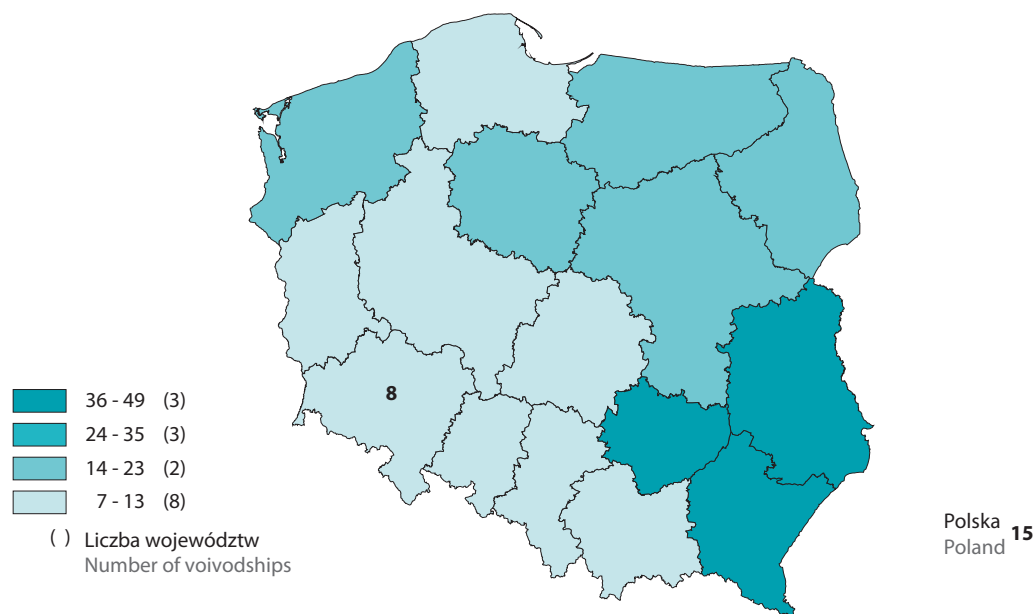 8
36 - 49 (3)
24 - 35 (3)
14 - 23 (2)
7 - 13 (8)
( ) Liczba województw
Number of voivodships
Polska 15
Poland